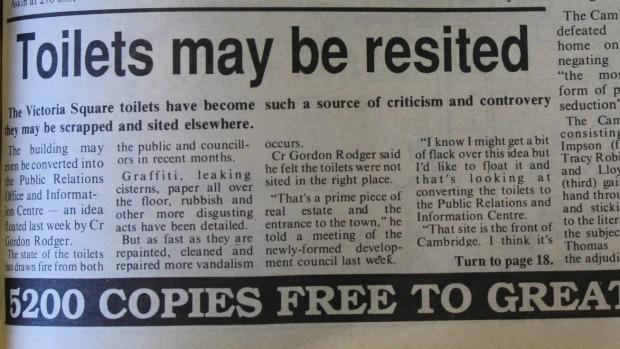 Toilets may be resited
The Victoria Square toilets have become such a source of criticism and controvery
they may be scrapped and sited elsewhere.
The building may
even be converted into
the Public Relations
Office and Informat-
ion Centre — an idea
floated last week by Cr
Gordon Rodger.
The state of the toilets
has drawn fire from both
the public and councill-
ors in recent months.
Graffiti, leaking
cisterns, paper all over
the floor, rubbish and
other more disgusting
acts have been detailed.
But as fast as they are
repainted, cleaned and
repaired more vandalism
occurs.
Cr Gordon Rodger said
he felt the toilets were not
sited in the right place.
"That's a prime piece of
real estate and the
entrance to the town," he
told a meeting of the
newly-formed develop-
ment council last week.
"I know I might get a bit
of flack over this idea but
I'd like to float it and
that's looking at
converting the toilets to
the Public Relations and
Information Centre.
"That site is the front of
Cambridge. I think it's
Turn to page 18.
The Cam
defeated
home on
negating
"the mos
form of p
seduction"
The Cam
consisting
Impson (f
Tracy Robi
and Lloy
(third) gai
hand throu
and sticki
to the liter
the subjec
Thomas
the adjudi
5200 COPIES FREE TO GREAT